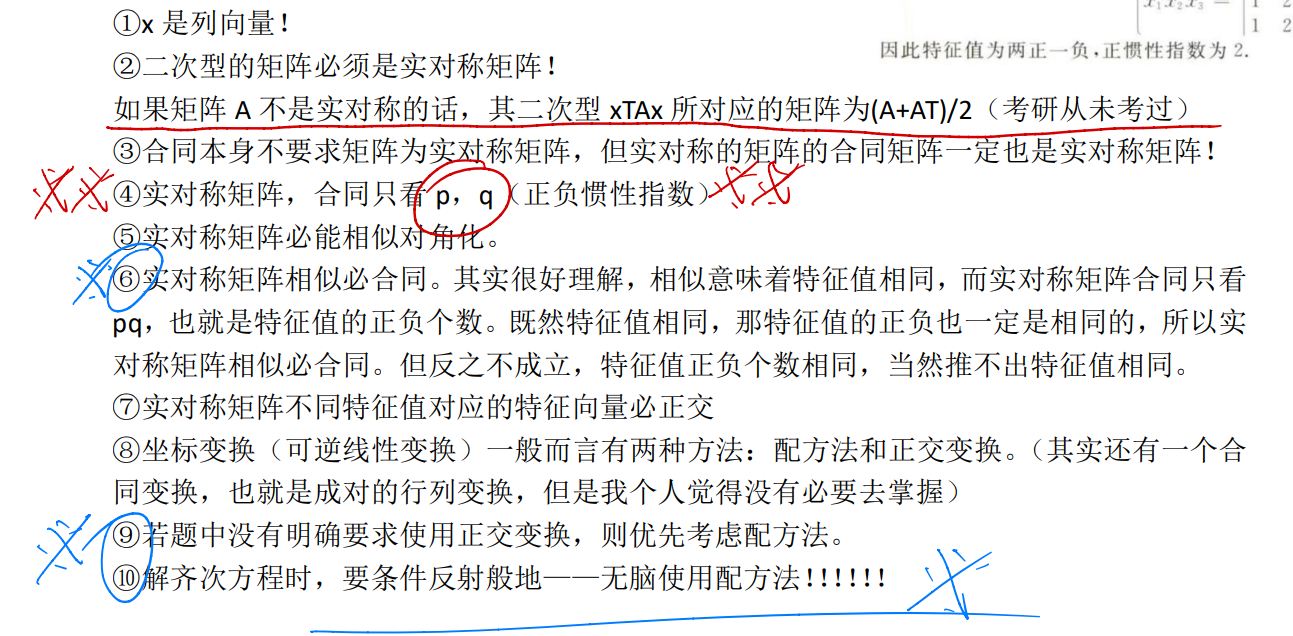 x₁x₂x₃ = 1 2
1 2
因此特征值为两正一负,正惯性指数为 2.
①x 是列向量！
②二次型的矩阵必须是实对称矩阵！
如果矩阵 A 不是实对称的话，其二次型 xTAx 所对应的矩阵为(A+AT)/2（考研从未考过）
③合同本身不要求矩阵为实对称矩阵，但实对称的矩阵的合同矩阵一定也是实对称矩阵！
④实对称矩阵，合同只看 p，q（正负惯性指数）
⑤实对称矩阵必能相似对角化。
⑥实对称矩阵相似必合同。其实很好理解，相似意味着特征值相同，而实对称矩阵合同只看
pq，也就是特征值的正负个数。既然特征值相同，那特征值的正负也一定是相同的，所以实
对称矩阵相似必合同。但反之不成立，特征值正负个数相同，当然推不出特征值相同。
⑦实对称矩阵不同特征值对应的特征向量必正交
⑧坐标变换（可逆线性变换）一般而言有两种方法：配方法和正交变换。（其实还有一个合
同变换，也就是成对的行列变换，但是我个人觉得没有必要去掌握）
⑨若题中没有明确要求使用正交变换，则优先考虑配方法。
⑩解齐次方程时，要条件反射般地——无脑使用配方法！！！！！！